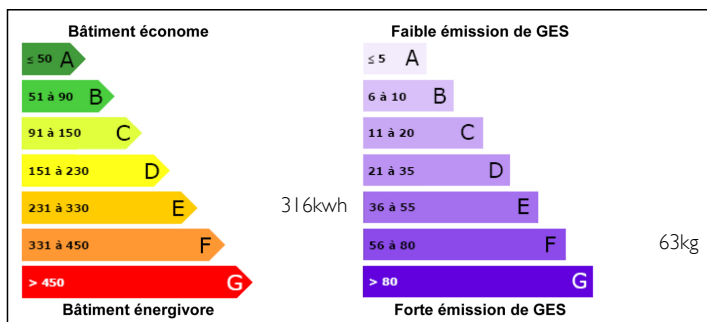 Bâtiment économe
≤ 50 A
51 à 90 B
91 à 150 C
151 à 230 D
231 à 330 E
316kwh
331 à 450 F
> 450 G
Bâtiment énergivore
Faible émission de GES
≤ 5 A
6 à 10 B
11 à 20 C
21 à 35 D
36 à 55 E
56 à 80 F
63kg
> 80 G
Forte émission de GES